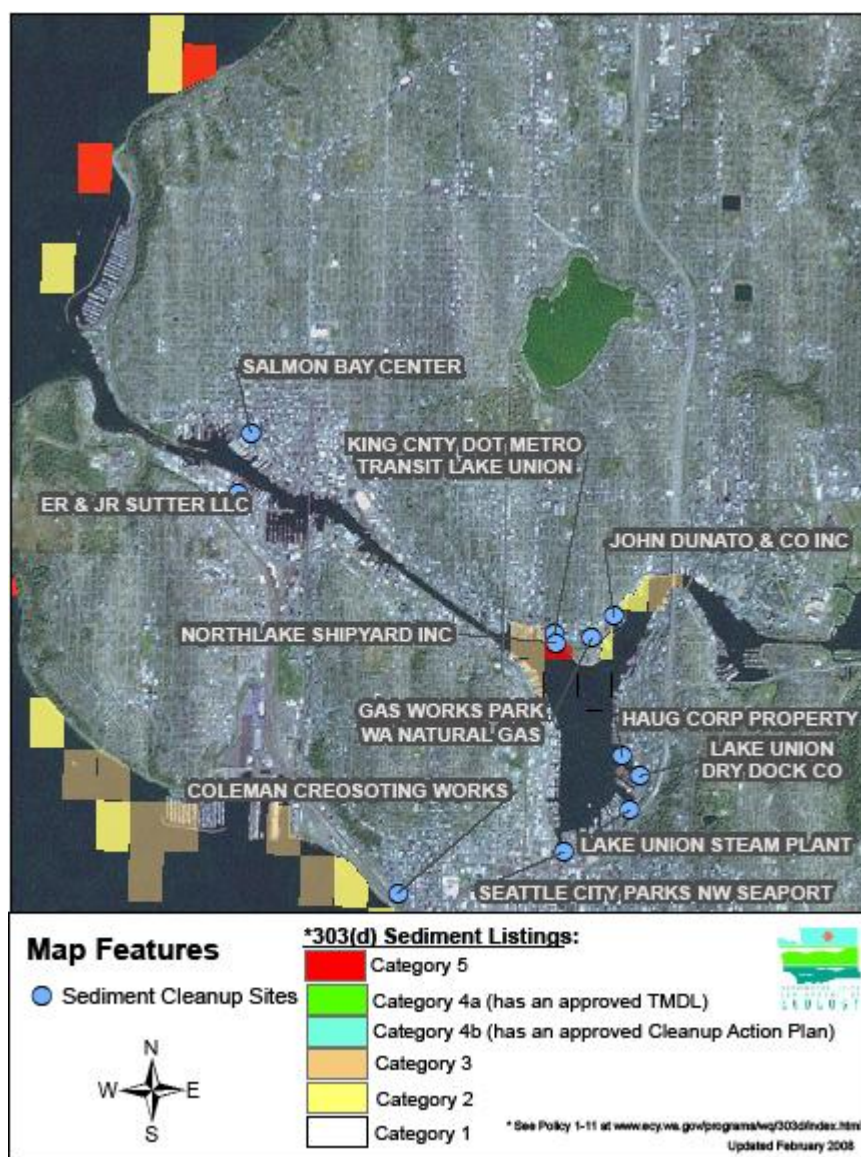 SALMON BAY CENTER
KING CNTY DOT METRO
TRANSIT LAKE UNION
ER & JR SUTTER LLC
JOHN DUNATO & CO INC
NORTHLAKE SHIPYARD INC
GAS WORKS PARK
WA NATURAL GAS
HAUG CORP PROPERTY
LAKE UNION
DRY DOCK CO
COLEMAN CREOSOTING WORKS
LAKE UNION STEAM PLANT
SEATTLE CITY PARKS NW SEAPORT
Map Features
Sediment Cleanup Sites
N
W E
S
*303(d) Sediment Listings:
Category 5
Category 4a (has an approved TMDL)
Category 4b (has an approved Cleanup Action Plan)
Category 3
Category 2
Category 1
ECOLOGY
* See Policy 1-11 at www.ecy.wa.gov/programs/wq/303d/index.html
Updated February 2008